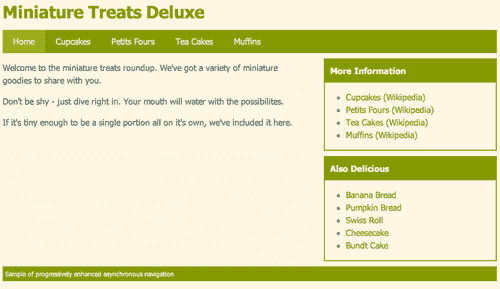 Miniature Treats Deluxe
Home Cupcakes Petits Fours Tea Cakes Muffins
Welcome to the miniature treats roundup. We've got a variety of miniature
goodies to share with you.
Don't be shy - just dive right in. Your mouth will water with the possibilites.
If it's tiny enough to be a single portion all on it's own, we've included it here.
More Information
Cupcakes (Wikipedia)
Petits Fours (Wikipedia)
Tea Cakes (Wikipedia)
Muffins (Wikipedia)
Also Delicious
Banana Bread
Pumpkin Bread
Swiss Roll
Cheesecake
Bundt Cake
Sample of progressively enhanced asynchronous navigation